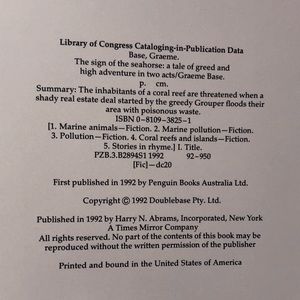 Library of Congress Cataloging-in-Publication Data
Base, Graeme.
The sign of the seahorse: a tale of greed and
high adventure in two acts/Graeme Base.
p. cm.
Summary: The inhabitants of a coral reef are threatened when a
shady real estate deal started by the greedy Grouper floods their
area with poisonous waste.
ISBN 0-8109-3825-1
[1. Marine animals—Fiction. 2. Marine pollution—Fiction.
3. Pollution—Fiction. 4. Coral reefs and islands—Fiction.
5. Stories in rhyme.] I. Title.
PZ8.3.B2894S1 1992 92-950
[Fic]—dc20
First published in 1992 by Penguin Books Australia Ltd.
Copyright © 1992 Doublebase Pty. Ltd.
Published in 1992 by Harry N. Abrams, Incorporated, New York
A Times Mirror Company
All rights reserved. No part of the contents of this book may be
reproduced without the written permission of the publisher
Printed and bound in the United States of America